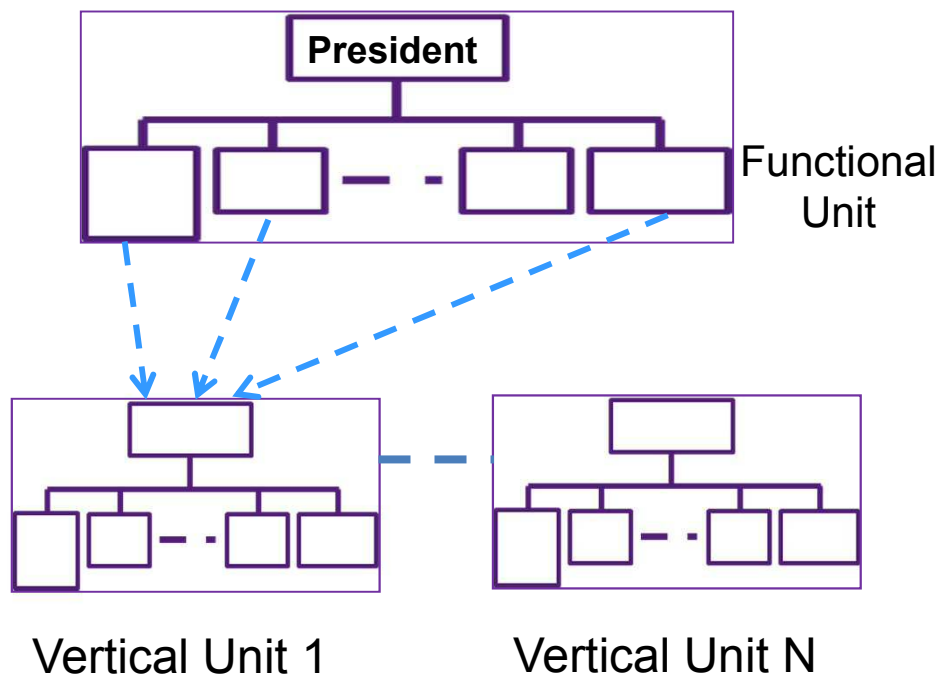 President
Functional
Unit
Vertical Unit 1
Vertical Unit N